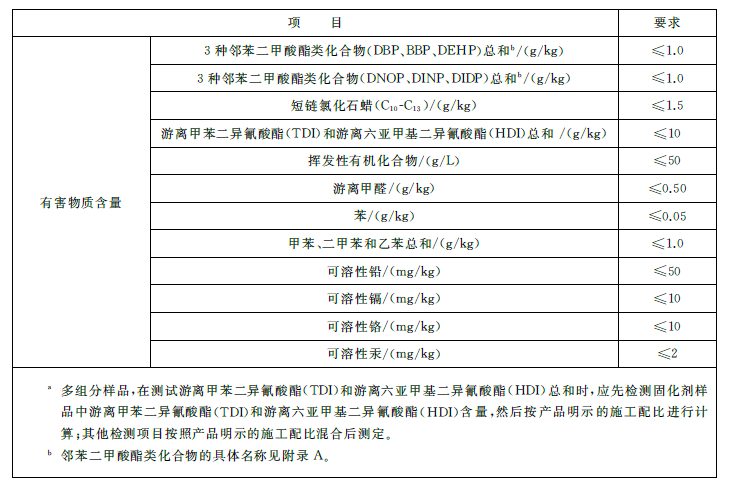 项 目 要求
3种邻苯二甲酸酯类化合物(DBP、BBP、DEHP)总和ᵇ/(g/kg) ≤1.0
3种邻苯二甲酸酯类化合物(DNOP、DINP、DIDP)总和ᵇ/(g/kg) ≤1.0
短链氯化石蜡(C₁₀-C₁₃)/(g/kg) ≤1.5
游离甲苯二异氰酸酯(TDI)和游离六亚甲基二异氰酸酯(HDI)总和 /(g/kg) ≤10
挥发性有机化合物/(g/L) ≤50
有害物质含量
游离甲醛/(g/kg) ≤0.50
苯/(g/kg) ≤0.05
甲苯、二甲苯和乙苯总和/(g/kg) ≤1.0
可溶性铅/(mg/kg) ≤50
可溶性镉/(mg/kg) ≤10
可溶性铬/(mg/kg) ≤10
可溶性汞/(mg/kg) ≤2
ᵃ 多组分样品,在测试游离甲苯二异氰酸酯(TDI)和游离六亚甲基二异氰酸酯(HDI)总和时,应先检测固化剂样
品中游离甲苯二异氰酸酯(TDI)和游离六亚甲基二异氰酸酯(HDI)含量,然后按产品明示的施工配比进行计
算;其他检测项目按照产品明示的施工配比混合后测定。
ᵇ 邻苯二甲酸酯类化合物的具体名称见附录 A。